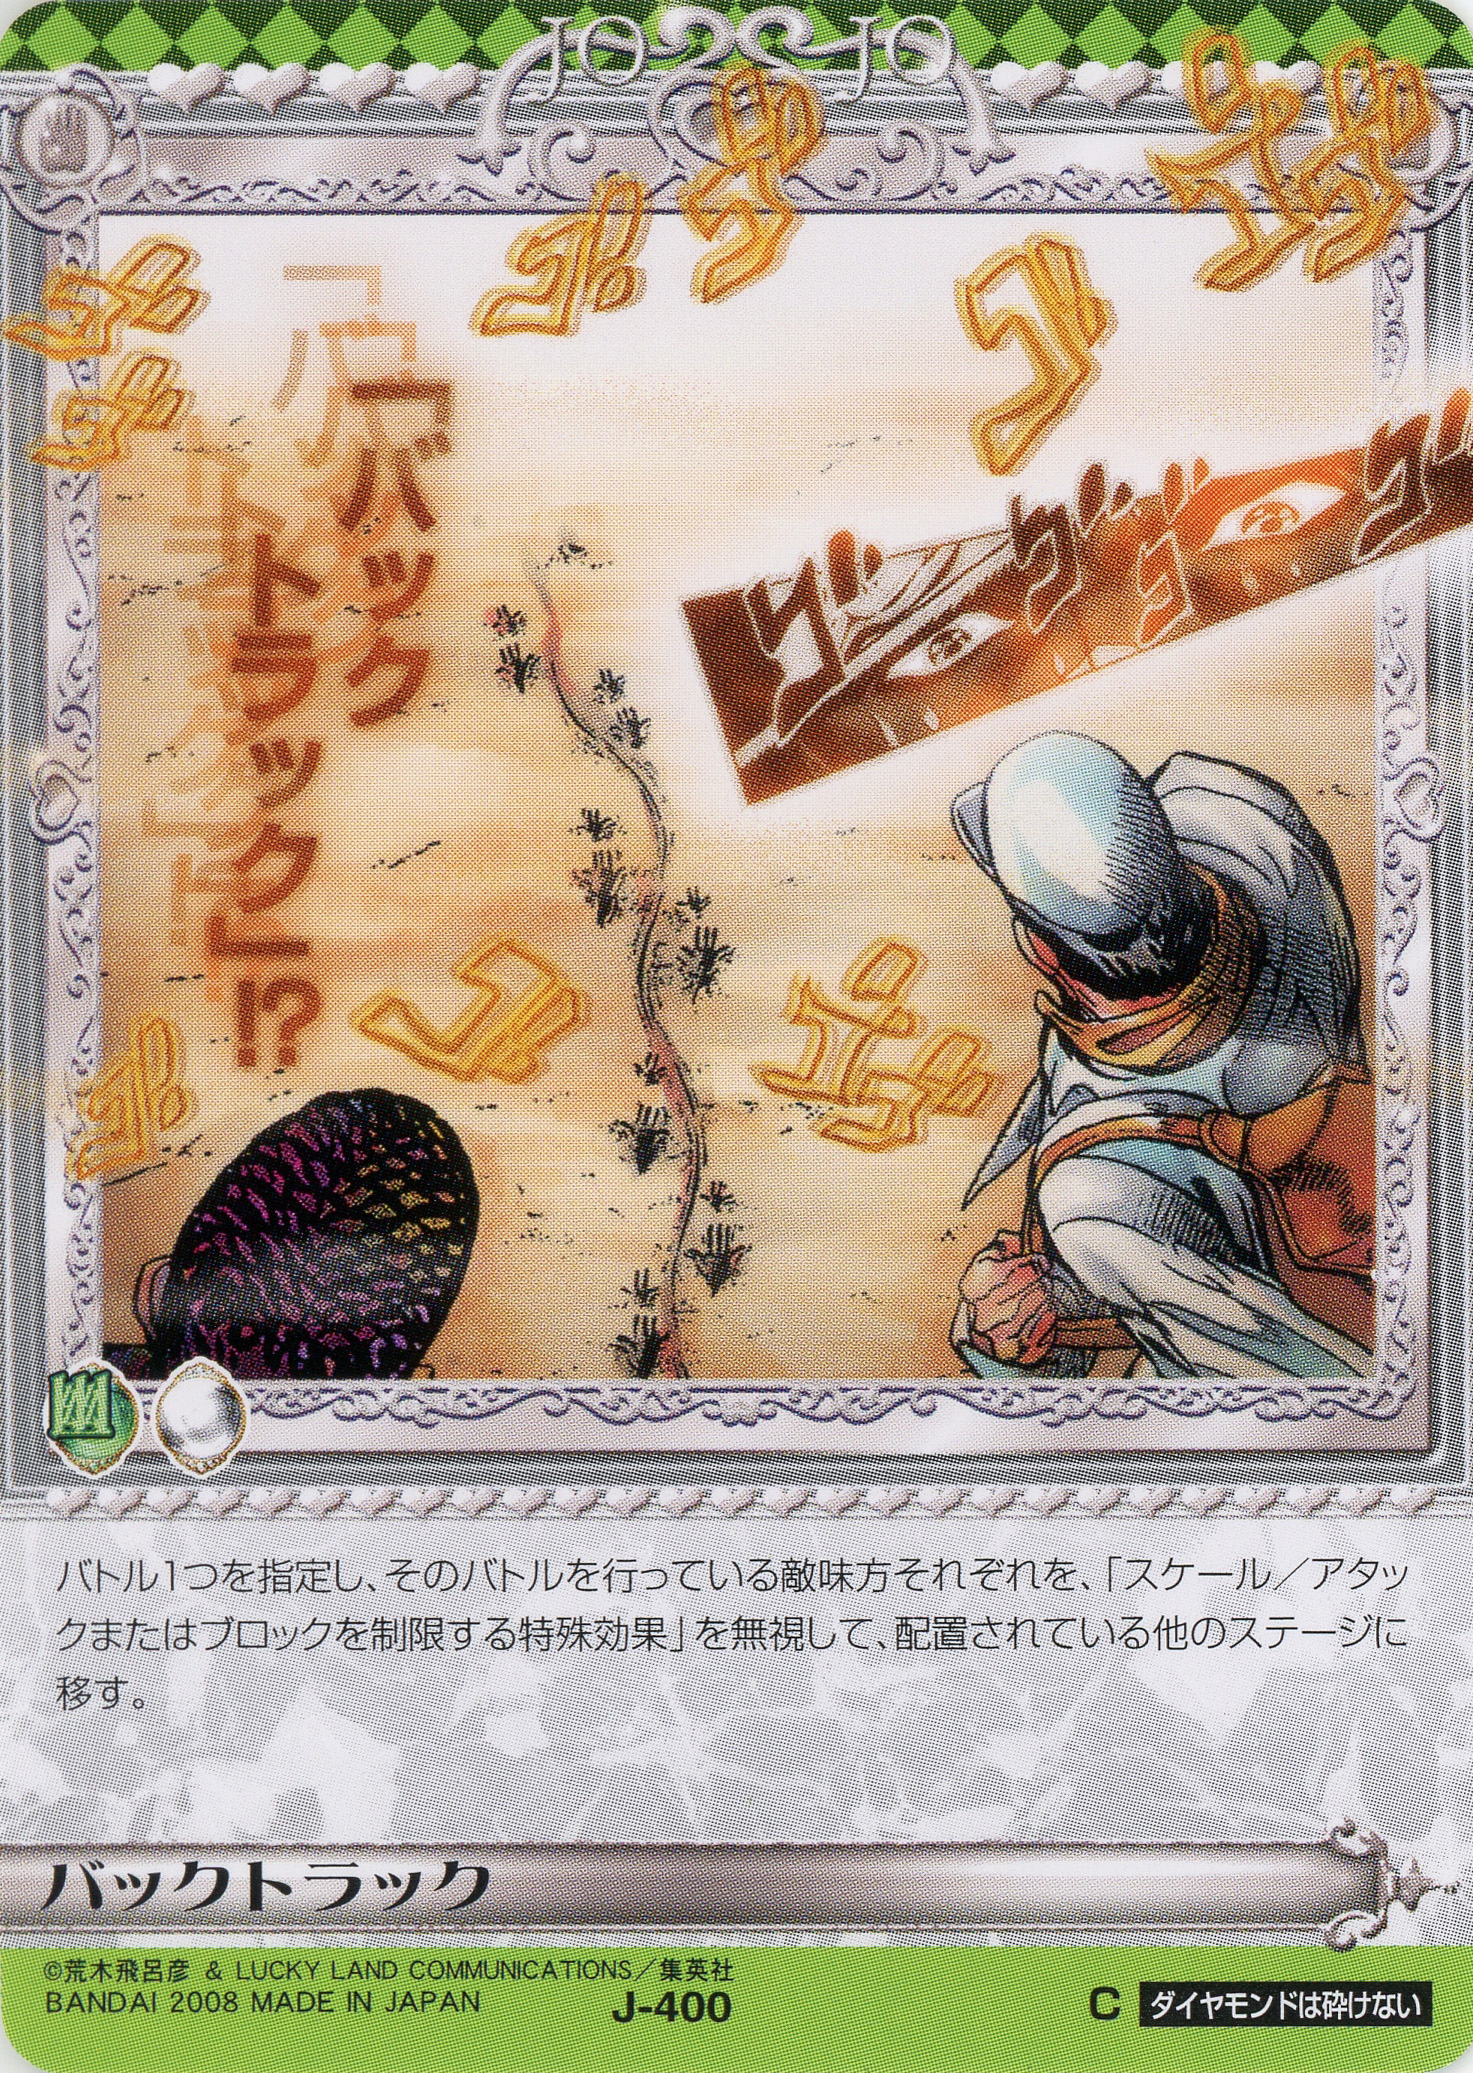 JOJO
「バック
トラック」!?
バトル1つを指定し、そのバトルを行っている敵味方それぞれを、「スケール／アタッ
クまたはブロックを制限する特殊効果」を無視して、配置されている他のステージに
移す。
バックトラック
©荒木飛呂彦 & LUCKY LAND COMMUNICATIONS／集英社
BANDAI 2008 MADE IN JAPAN
J-400
C
ダイヤモンドは砕けない